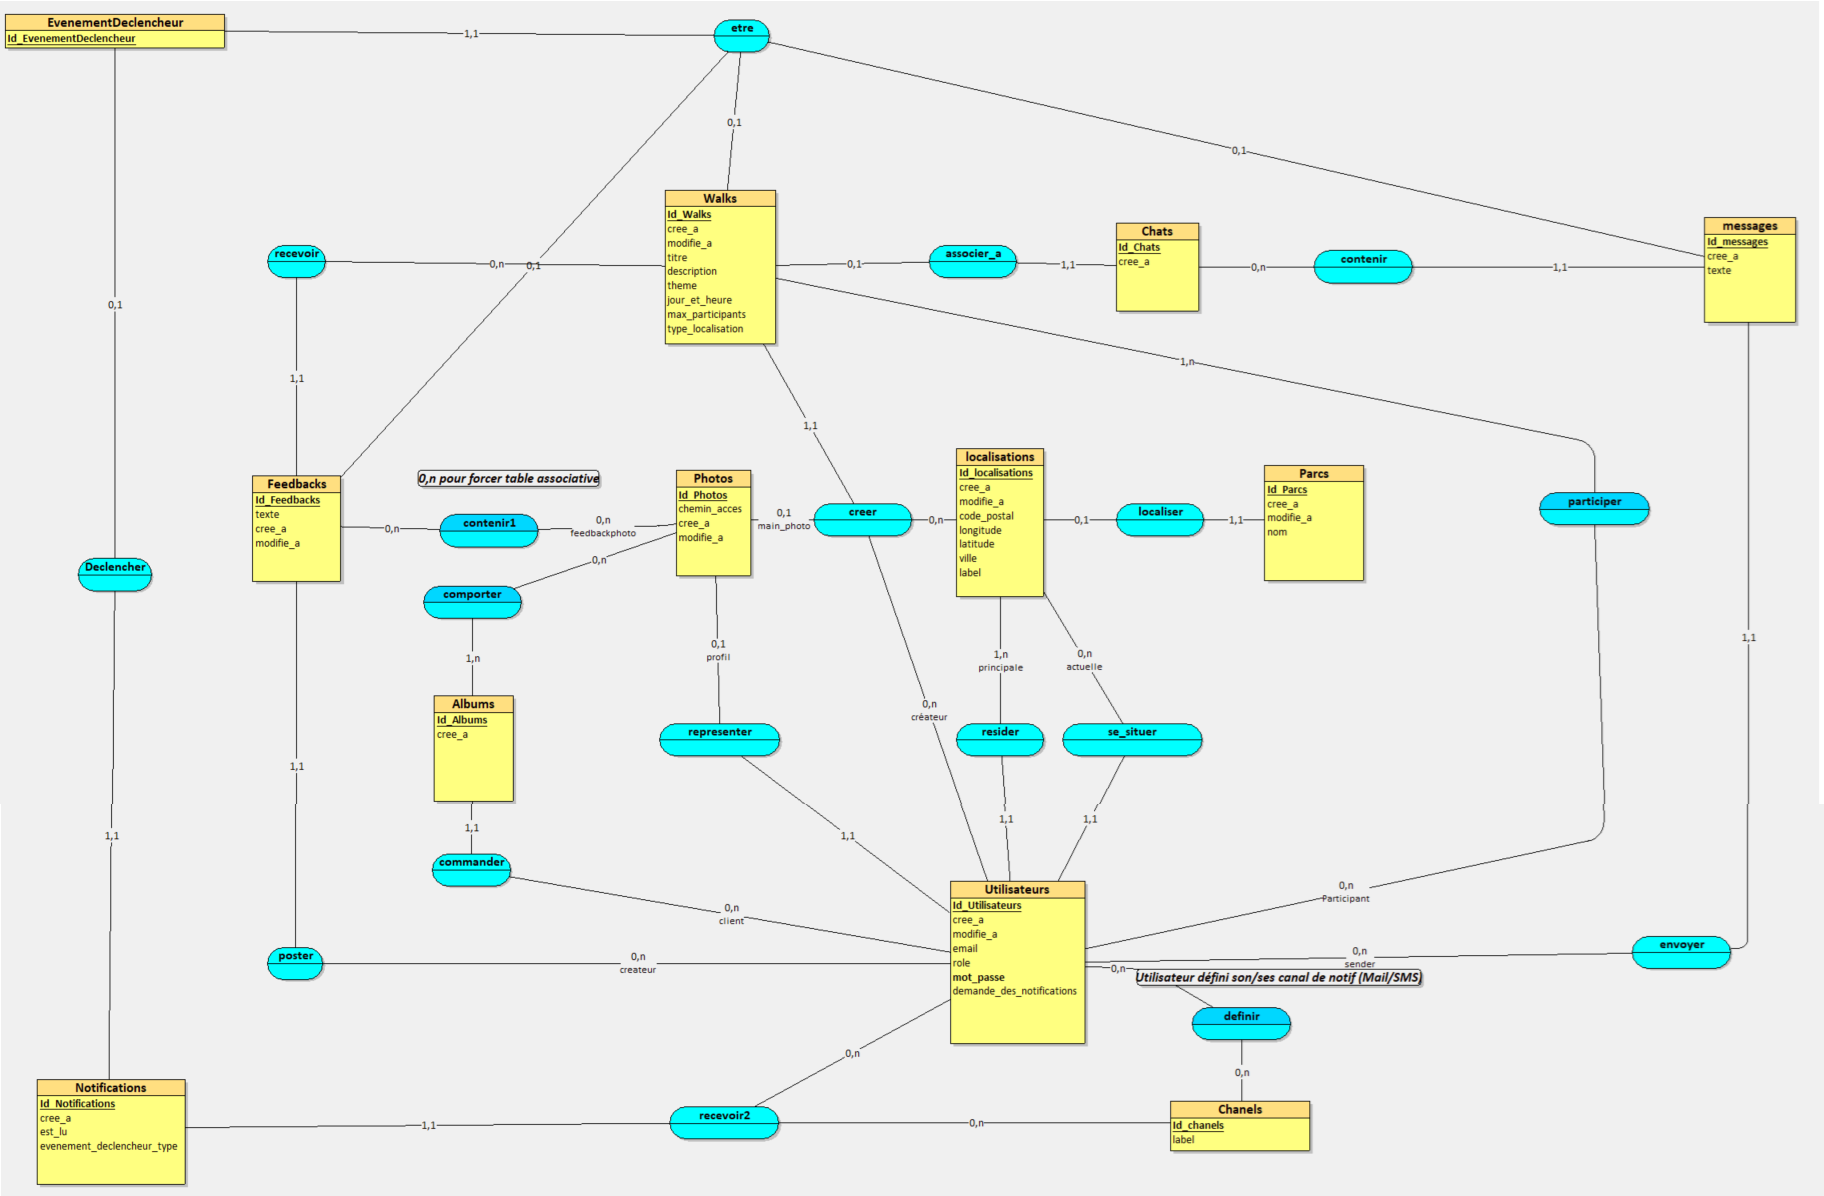 EvenementDeclencheur
Id_EvenementDeclencheur
1,1
etre
0,1
0,1
0,1
0,1
Walks
Id_Walks
cree_a
modifie_a
titre
description
theme
jour_et_heure
max_participants
type_localisation
recevoir
0,n
1,1
0,1
associer_a
1,1
Chats
Id_Chats
cree_a
0,n
contenir
1,1
messages
Id_messages
cree_a
texte
1,n
1,1
Feedbacks
Id_Feedbacks
texte
cree_a
modifie_a
0,n pour forcer table associative
0,n
contenir1
0,n
feedbackphoto
Photos
Id_Photos
chemin_acces
cree_a
modifie_a
0,1
main_photo
creer
0,n
localisations
Id_localisations
cree_a
modifie_a
code_postal
longitude
latitude
ville
label
0,1
localiser
1,1
Parcs
Id_Parcs
cree_a
modifie_a
nom
participer
Declencher
0,n
comporter
1,n
0,1
profil
1,n
principale
0,n
actuelle
1,1
Albums
Id_Albums
cree_a
0,n
créateur
representer
resider
se_situer
1,1
1,1
1,1
1,1
1,1
1,1
commander
0,n
client
Utilisateurs
Id_Utilisateurs
cree_a
modifie_a
email
role
mot_passe
demande_des_notifications
0,n
Participant
poster
0,n
createur
0,n
sender
envoyer
0,n
Utilisateur défini son/ses canal de notif (Mail/SMS)
definir
0,n
0,n
Notifications
Id_Notifications
cree_a
est_lu
evenement_declencheur_type
1,1
recevoir2
0,n
Chanels
Id_chanels
label